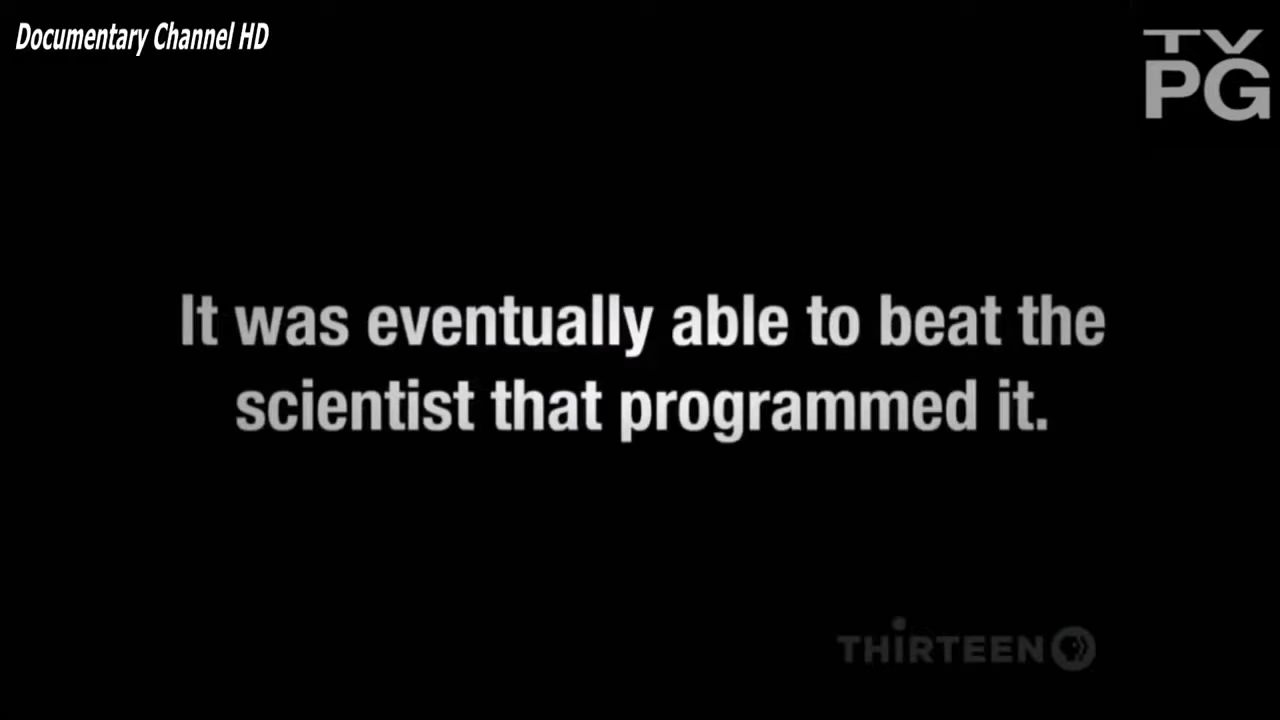 Documentary Channel HD
TV
PG
It was eventually able to beat the
scientist that programmed it.
THIRTEEN